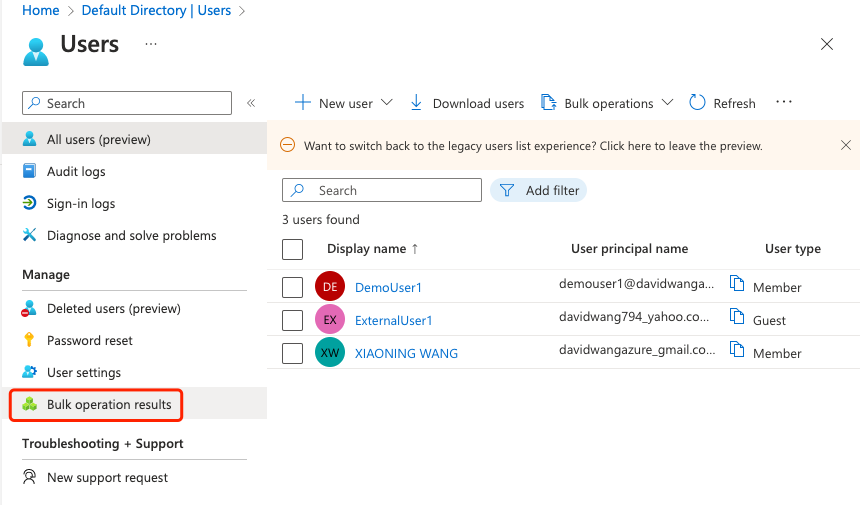 Home > Default Directory | Users >
Users ...
Search «
New user Download users Bulk operations Refresh ...
All users (preview)
Audit logs
Sign-in logs
Diagnose and solve problems
Manage
Deleted users (preview)
Password reset
User settings
Bulk operation results
Troubleshooting + Support
New support request
Want to switch back to the legacy users list experience? Click here to leave the preview.
Search Add filter
3 users found
Display name ↑ User principal name User type
DE DemoUser1 demouser1@davidwanga... Member
EX ExternalUser1 davidwang794_yahoo.co... Guest
XW XIAONING WANG davidwangazure_gmail.co... Member